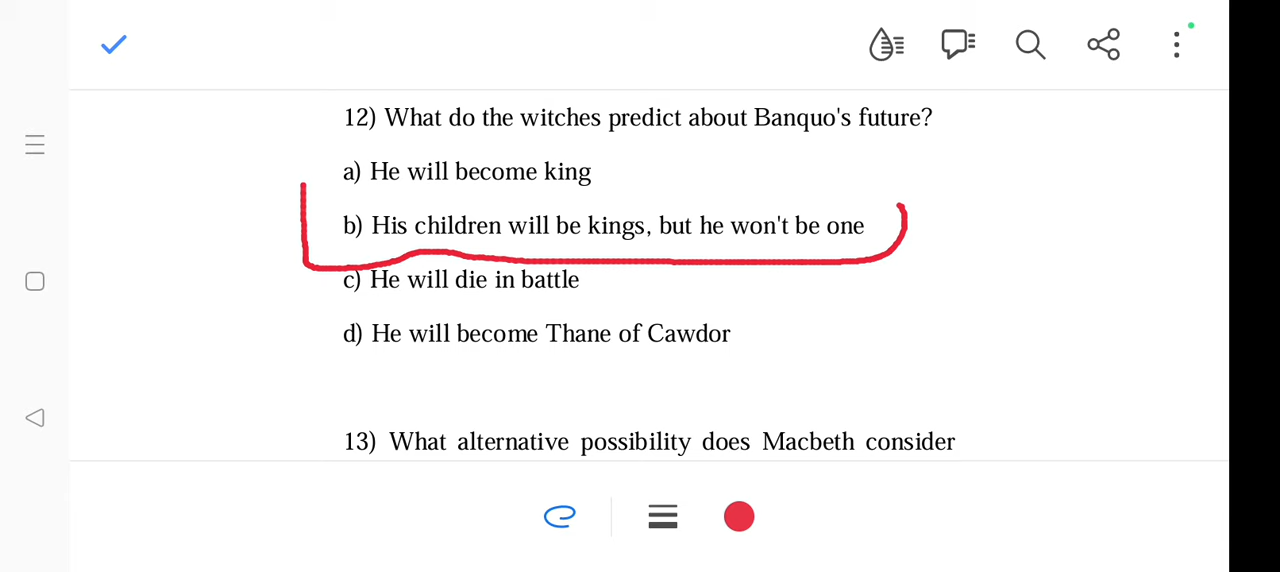 12) What do the witches predict about Banquo's future?
a) He will become king
b) His children will be kings, but he won't be one
c) He will die in battle
d) He will become Thane of Cawdor
13) What alternative possibility does Macbeth consider